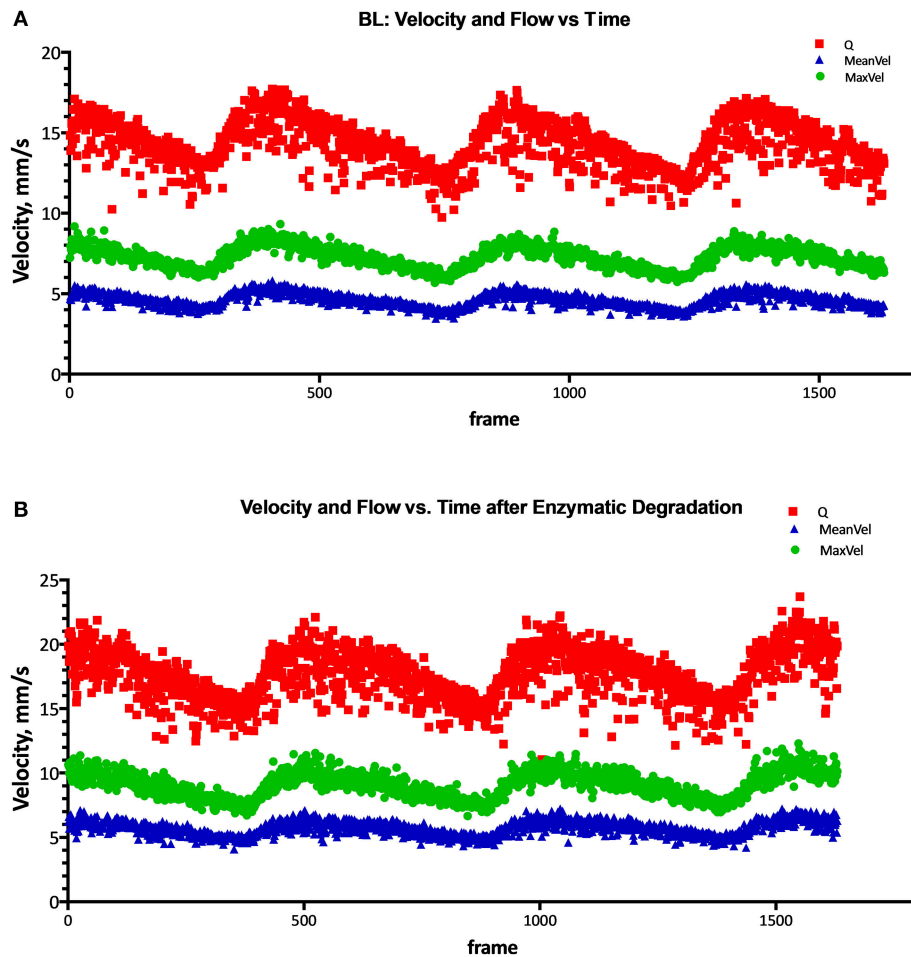 A
BL: Velocity and Flow vs Time
Q
MeanVel
MaxVel
Velocity, mm/s
20
15
10
5
0
0 500 1000 1500
frame
B
Velocity and Flow vs. Time after Enzymatic Degradation
Q
MeanVel
MaxVel
Velocity, mm/s
25
20
15
10
5
0
0 500 1000 1500
frame